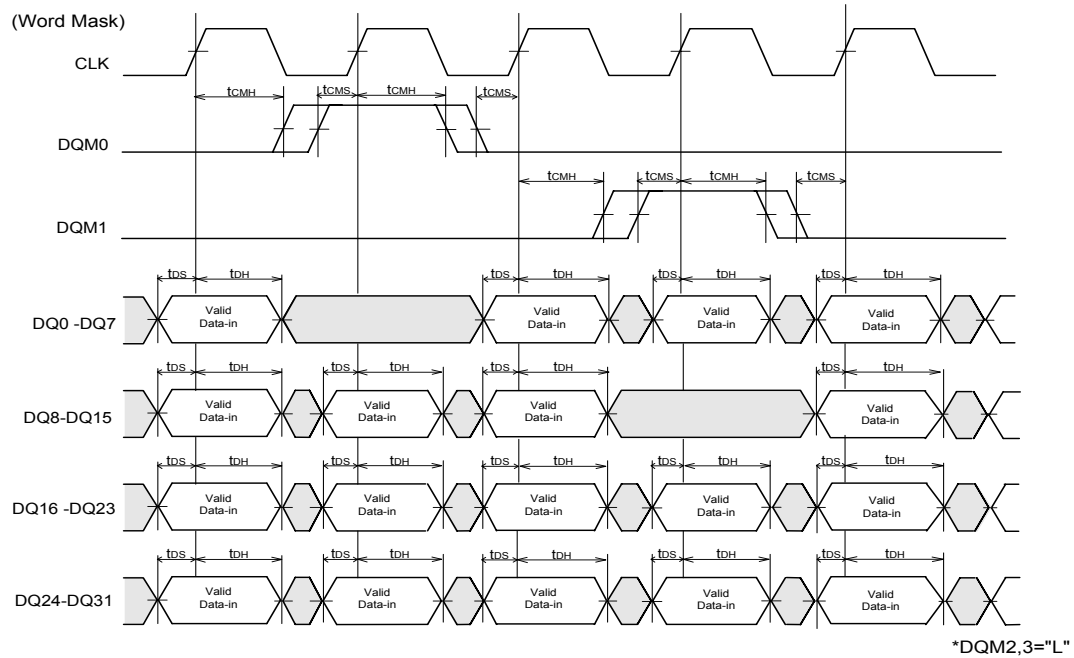 (Word Mask)
CLK
tCMH tCMS tCMH tCMS
DQM0
tCMH tCMS tCMH tCMS
DQM1
tDS tDH tDS tDH tDS tDH tDS tDH
DQ0 -DQ7
Valid Data-in Valid Data-in Valid Data-in Valid Data-in
tDS tDH tDS tDH tDS tDH tDS tDH
DQ8-DQ15
Valid Data-in Valid Data-in Valid Data-in Valid Data-in
tDS tDH tDS tDH tDS tDH tDS tDH tDS tDH
DQ16 -DQ23
Valid Data-in Valid Data-in Valid Data-in Valid Data-in Valid Data-in
tDS tDH tDS tDH tDS tDH tDS tDH tDS tDH
DQ24-DQ31
Valid Data-in Valid Data-in Valid Data-in Valid Data-in Valid Data-in
*DQM2,3="L"